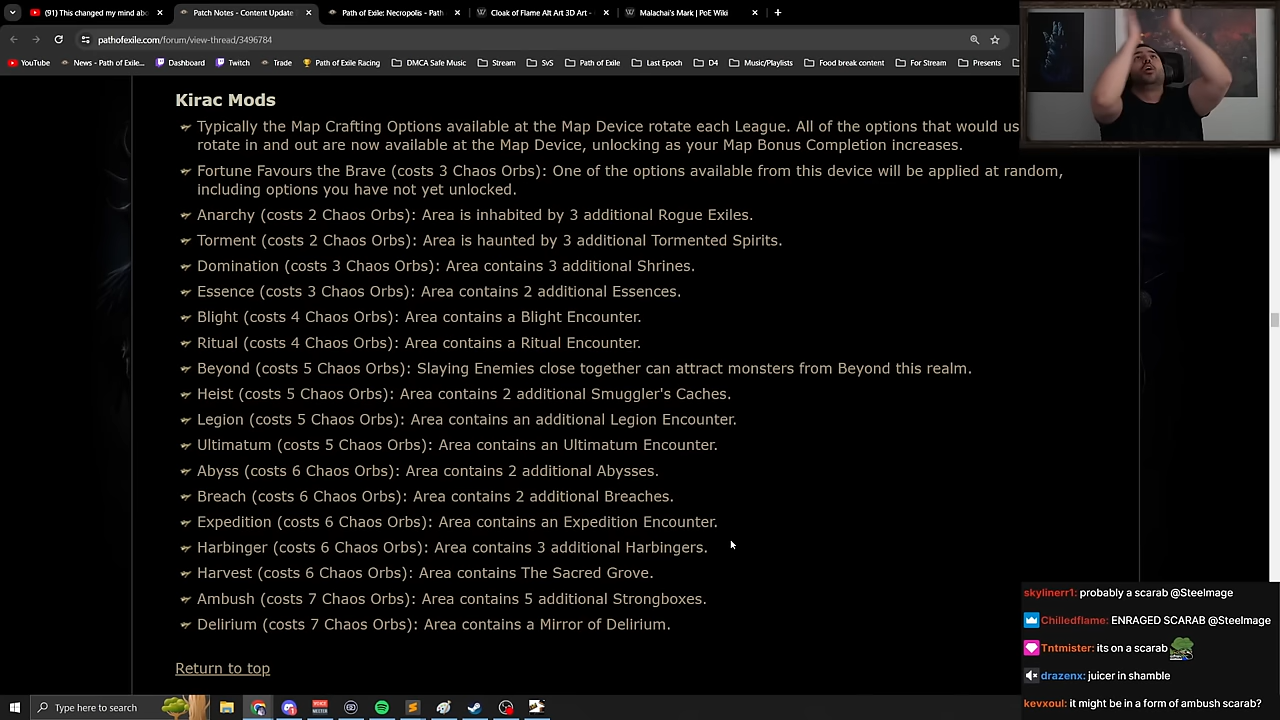 (91) This changed my mind abo
Patch Notes - Content Update
Path of Exile: Necropolis - Path
Cloak of Flame Alt Art 3D Art -
Malachai's Mark | PoE Wiki
pathofexile.com/forum/view-thread/3496784
YouTube
News - Path of Exile...
Dashboard
Twitch
Trade
Path of Exile Racing
DMCA Safe Music
Stream
SvS
Path of Exile
Last Epoch
D4
Music/Playlists
Food break content
For Stream
Presents
Kirac Mods
Typically the Map Crafting Options available at the Map Device rotate each League. All of the options that would us
rotate in and out are now available at the Map Device, unlocking as your Map Bonus Completion increases.
Fortune Favours the Brave (costs 3 Chaos Orbs): One of the options available from this device will be applied at random,
including options you have not yet unlocked.
Anarchy (costs 2 Chaos Orbs): Area is inhabited by 3 additional Rogue Exiles.
Torment (costs 2 Chaos Orbs): Area is haunted by 3 additional Tormented Spirits.
Domination (costs 3 Chaos Orbs): Area contains 3 additional Shrines.
Essence (costs 3 Chaos Orbs): Area contains 2 additional Essences.
Blight (costs 4 Chaos Orbs): Area contains a Blight Encounter.
Ritual (costs 4 Chaos Orbs): Area contains a Ritual Encounter.
Beyond (costs 5 Chaos Orbs): Slaying Enemies close together can attract monsters from Beyond this realm.
Heist (costs 5 Chaos Orbs): Area contains 2 additional Smuggler's Caches.
Legion (costs 5 Chaos Orbs): Area contains an additional Legion Encounter.
Ultimatum (costs 5 Chaos Orbs): Area contains an Ultimatum Encounter.
Abyss (costs 6 Chaos Orbs): Area contains 2 additional Abysses.
Breach (costs 6 Chaos Orbs): Area contains 2 additional Breaches.
Expedition (costs 6 Chaos Orbs): Area contains an Expedition Encounter.
Harbinger (costs 6 Chaos Orbs): Area contains 3 additional Harbingers.
Harvest (costs 6 Chaos Orbs): Area contains The Sacred Grove.
Ambush (costs 7 Chaos Orbs): Area contains 5 additional Strongboxes.
Delirium (costs 7 Chaos Orbs): Area contains a Mirror of Delirium.
Return to top
skylinerr1: probably a scarab @Steelmage
Chilledflame: ENRAGED SCARAB @Steelmage
Tntmister: its on a scarab
drazenx: juicer in shamble
kevxoul: it might be in a form of ambush scarab?
Type here to search